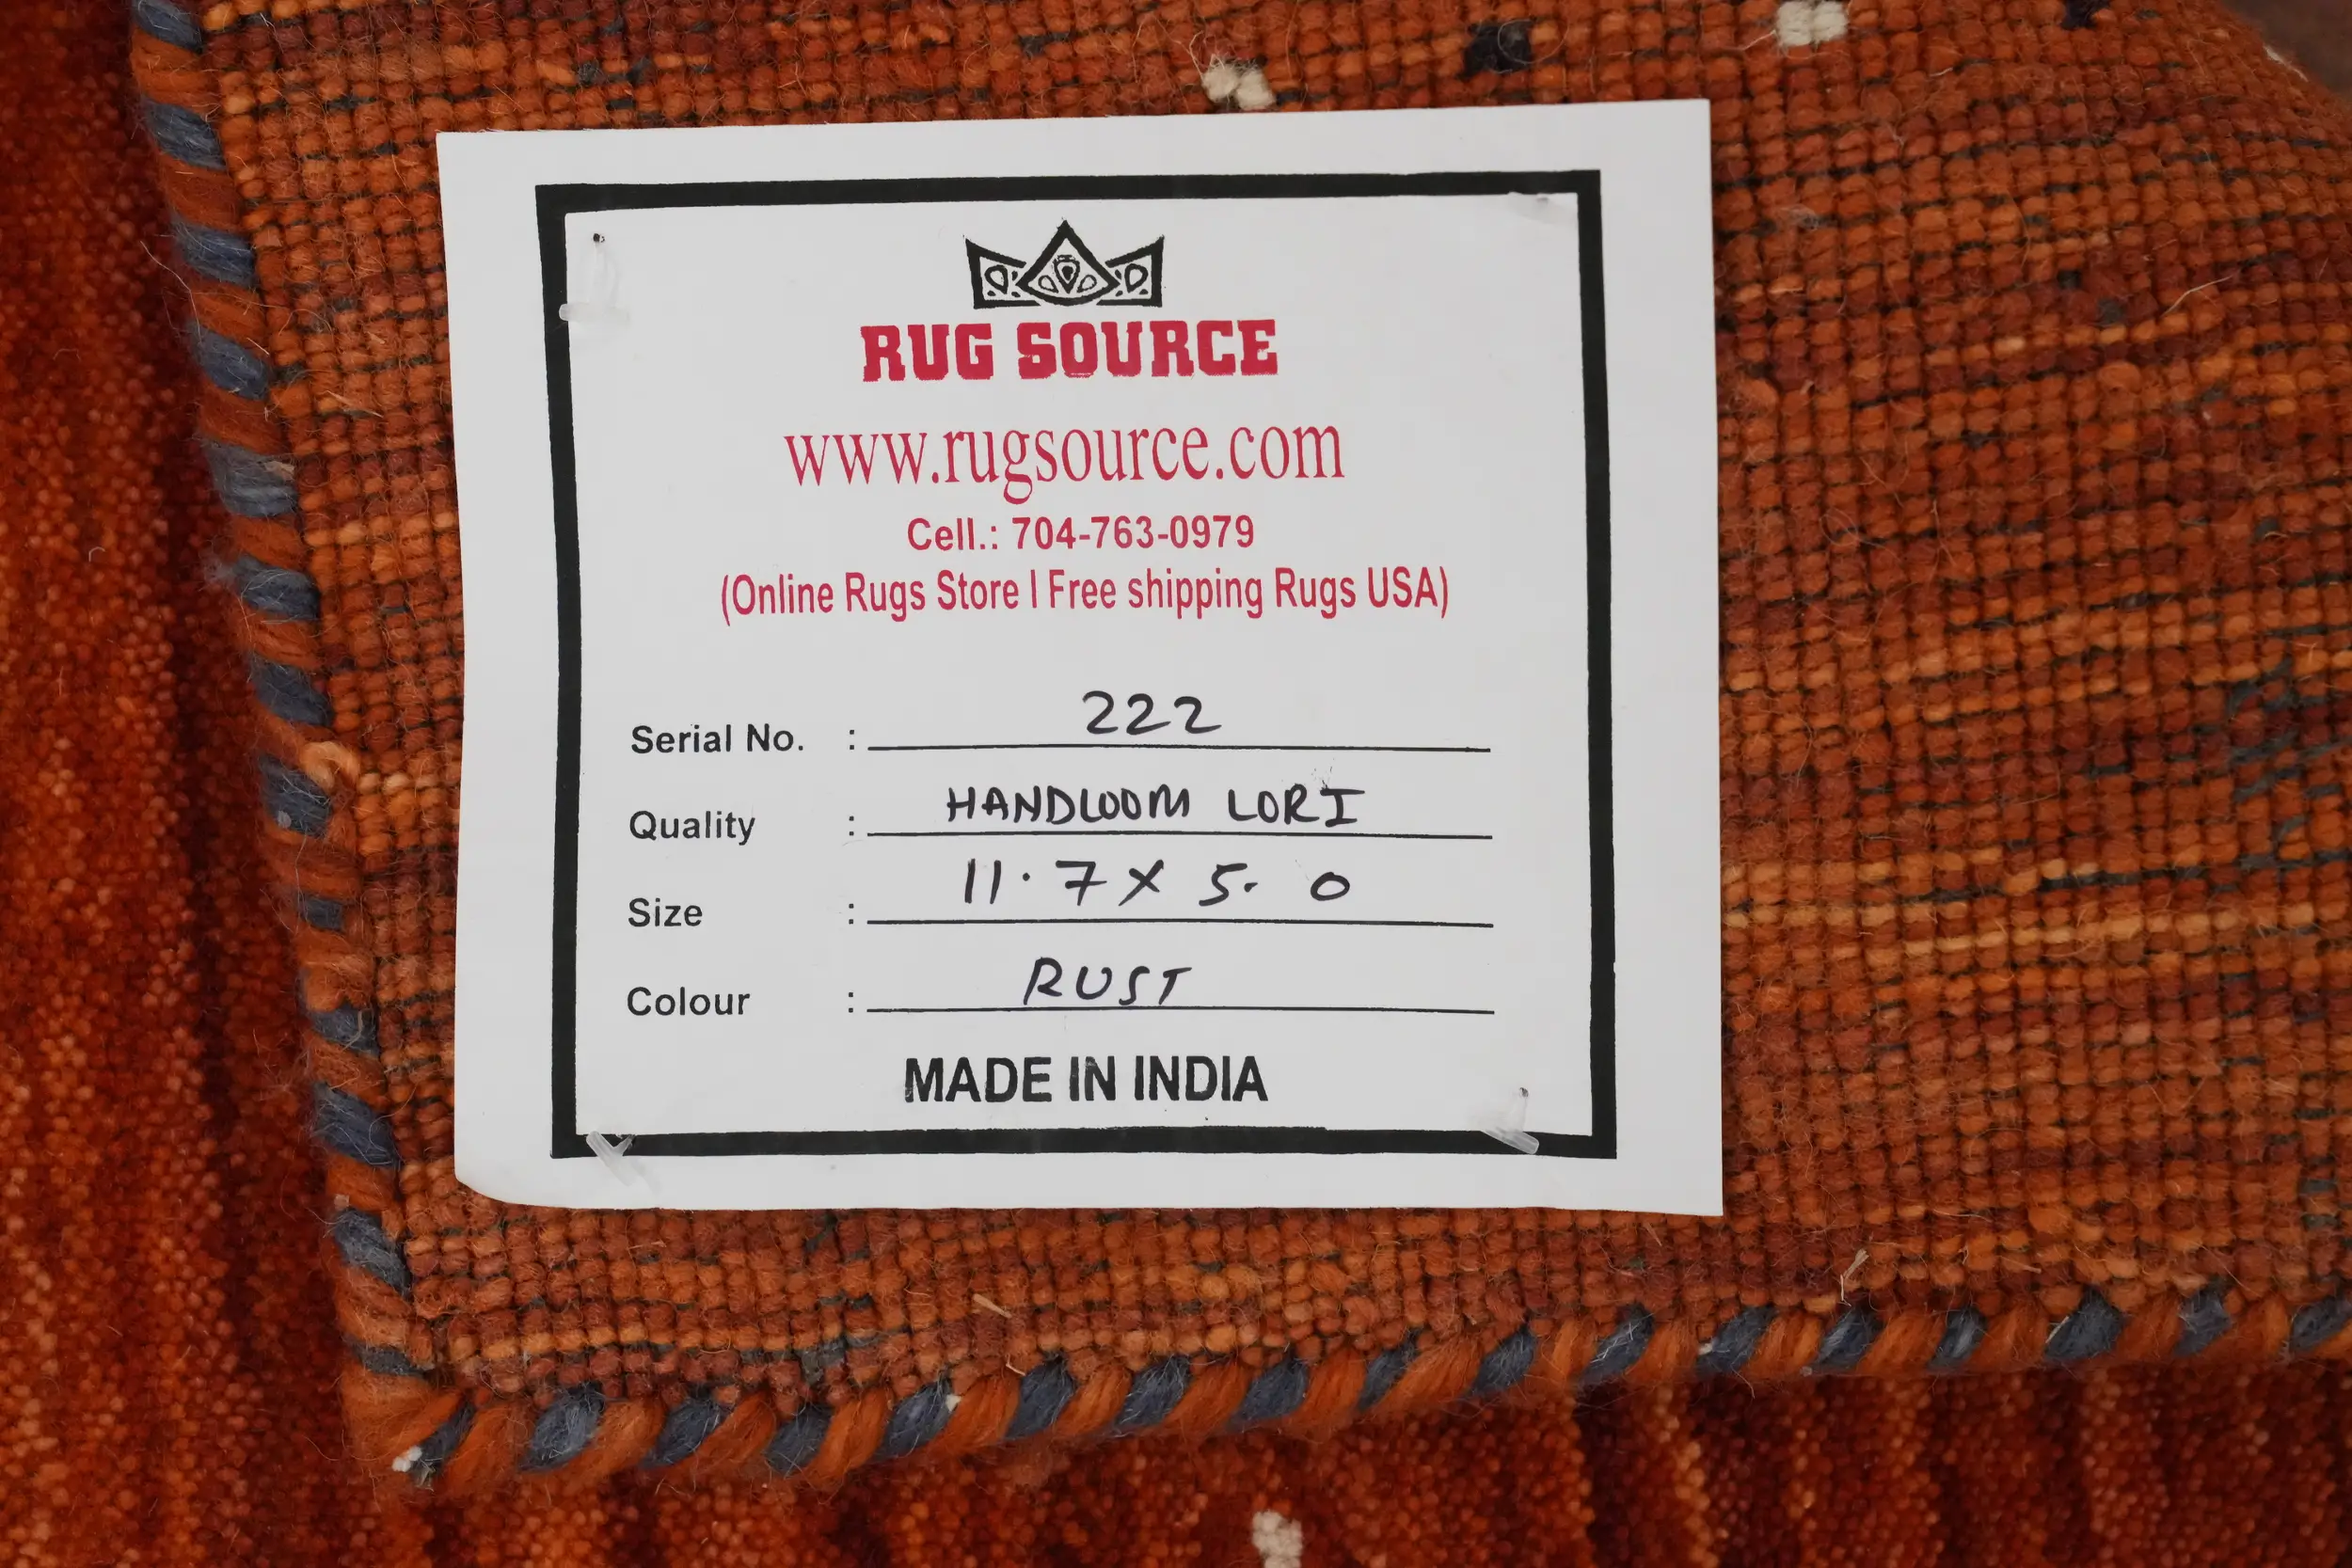 RUG SOURCE
www.rugsource.com
Cell.: 704-763-0979
(Online Rugs Store I Free shipping Rugs USA)
Serial No. : 222
Quality : HANDLOOM LORI
Size : 11.7 X 5.0
Colour : RUST
MADE IN INDIA